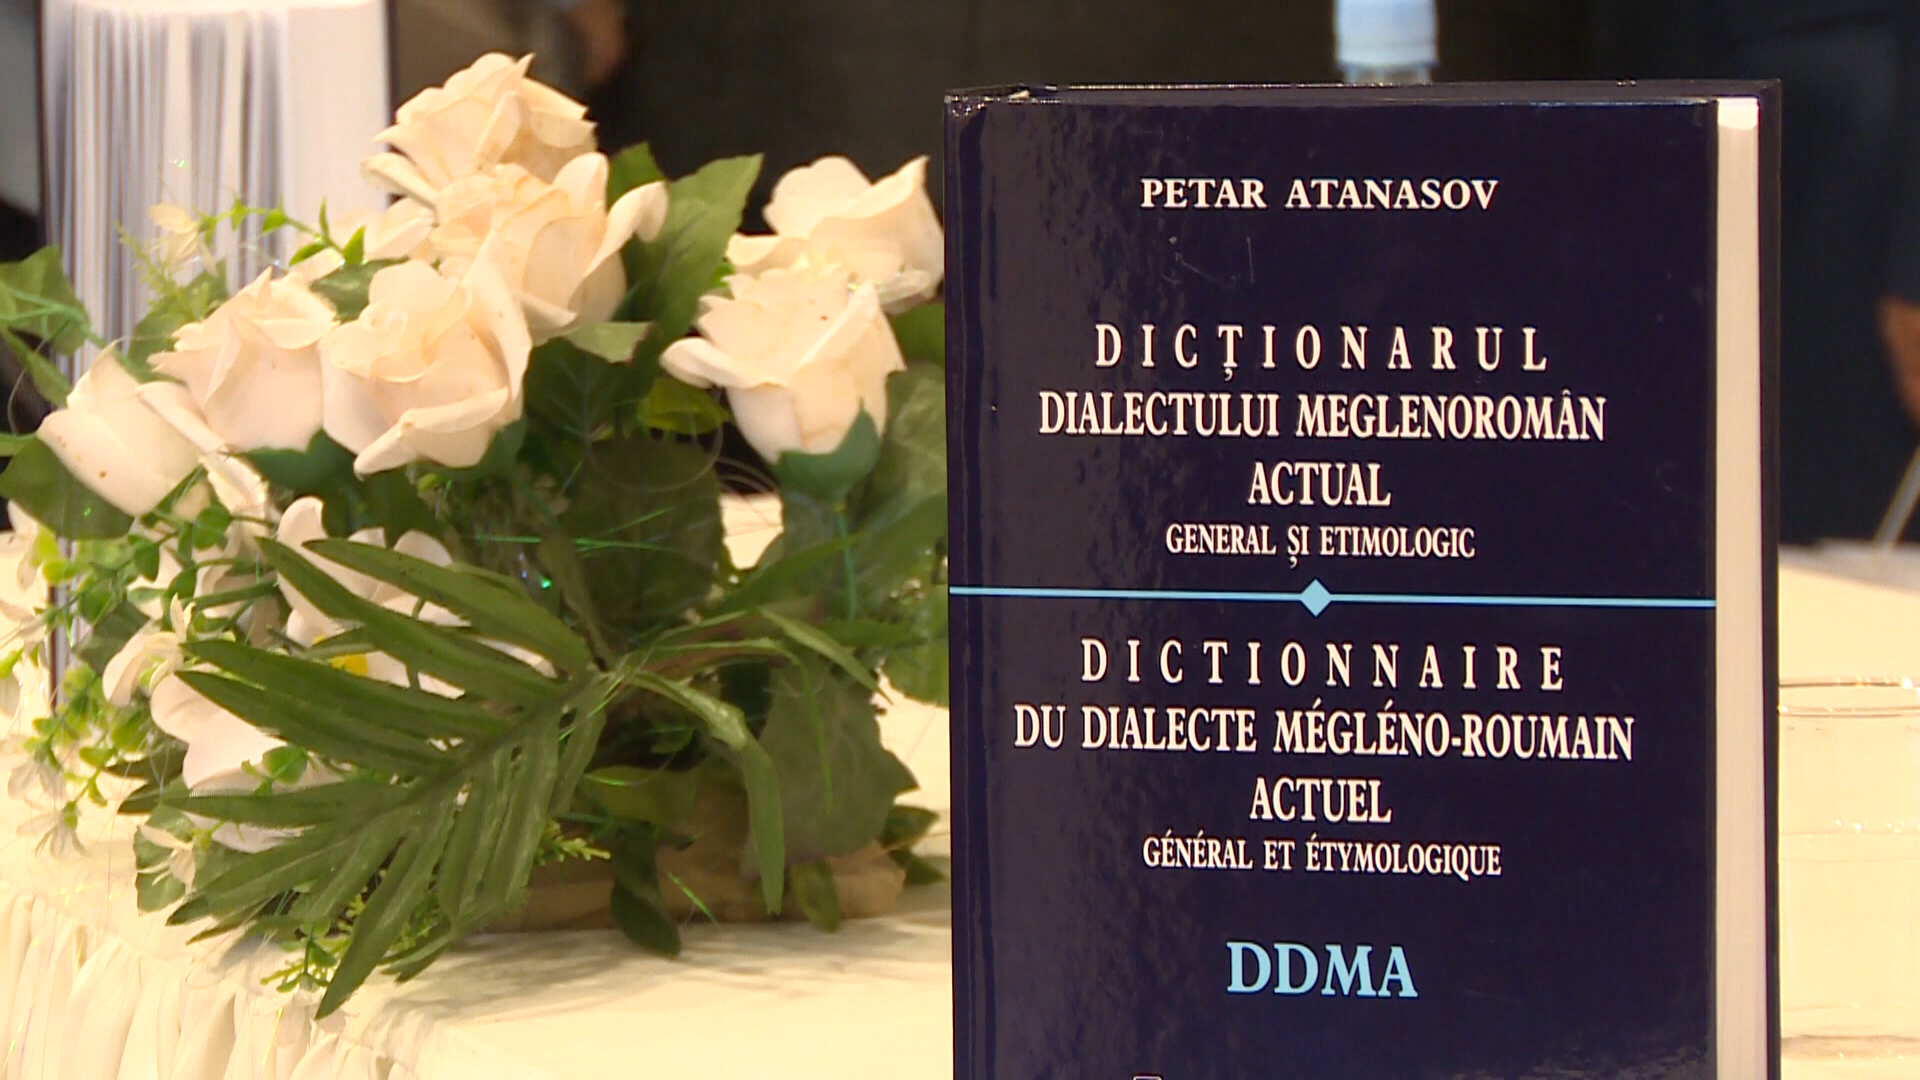 PETAR ATANASOV
DICȚIONARUL
DIALECTULUI MEGLENOROMÂN
ACTUAL
GENERAL ȘI ETIMOLOGIC
DICTIONNAIRE
DU DIALECTE MÉGLÉNO-ROUMAIN
ACTUEL
GÉNÉRAL ET ÉTYMOLOGIQUE
DDMA